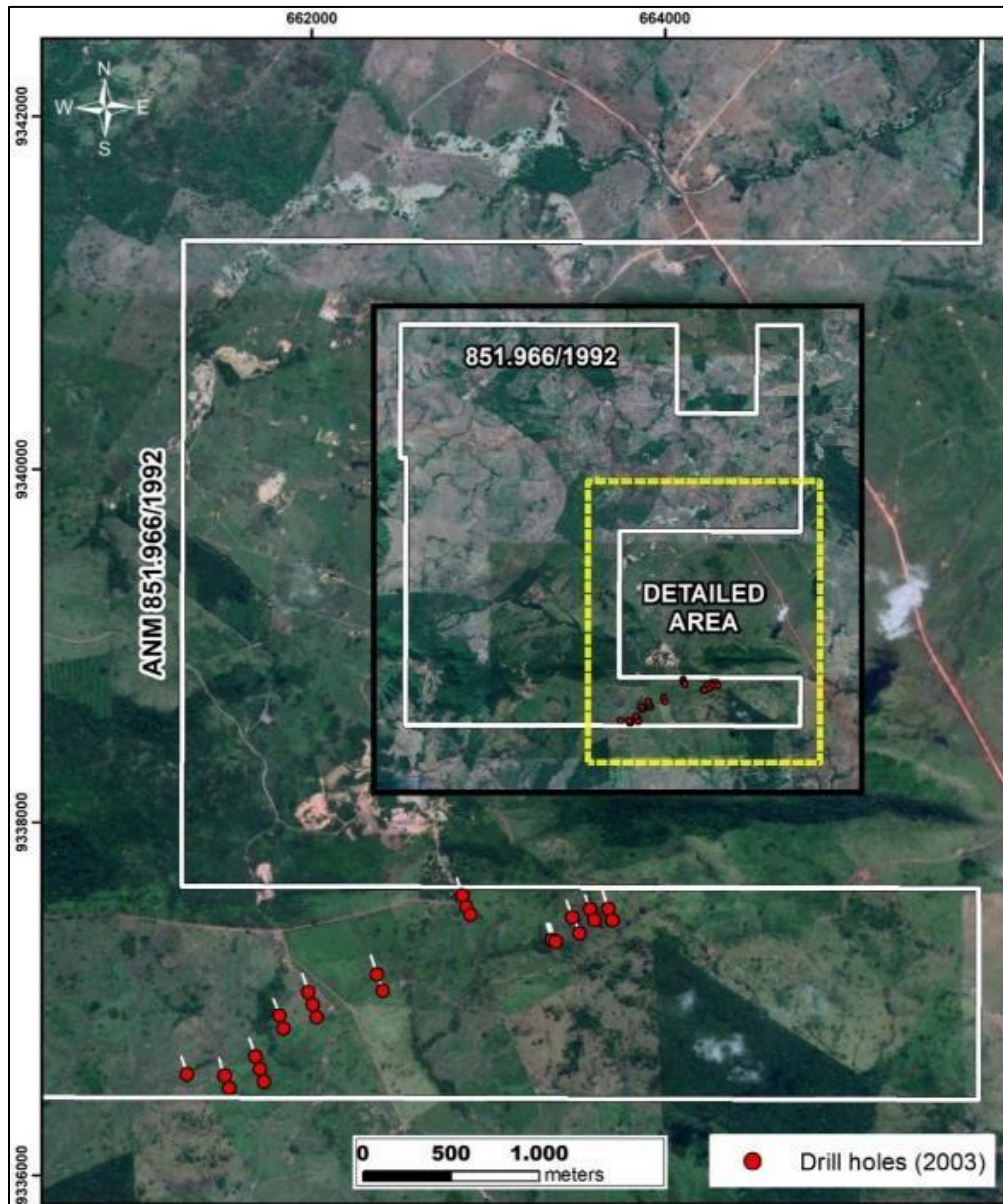 662000
664000
N
W E
S
9342000
851.966/1992
9340000
ANM 851.966/1992
DETAILED
AREA
9338000
0 500 1.000
meters
Drill holes (2003)
9336000